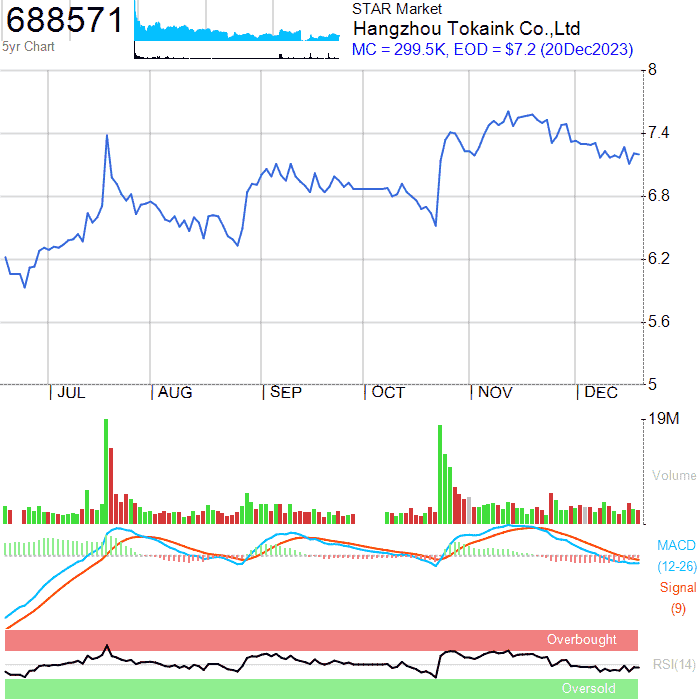 688571
5yr Chart
STAR Market
Hangzhou Tokaink Co.,Ltd
MC = 299.5K, EOD = $7.2 (20Dec2023)
8
7.4
6.8
6.2
5.6
5
JUL AUG SEP OCT NOV DEC
19M
Volume
MACD
(12-26)
Signal
(9)
Overbought
RSI(14)
Oversold